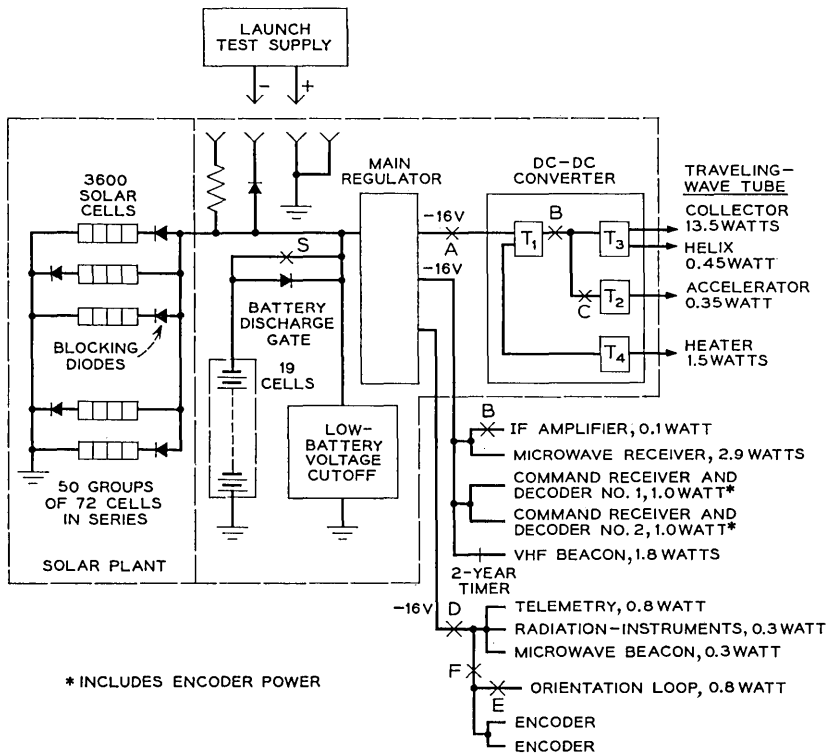 LAUNCH
TEST SUPPLY
− +
3600
SOLAR
CELLS
BLOCKING
DIODES
50 GROUPS
OF 72 CELLS
IN SERIES
SOLAR PLANT
S
BATTERY
DISCHARGE
GATE
19
CELLS
LOW-
BATTERY
VOLTAGE
CUTOFF
MAIN
REGULATOR
−16V
A
−16V
DC-DC
CONVERTER
T1
B
T3
C
T2
T4
TRAVELING-
WAVE TUBE
COLLECTOR
13.5 WATTS
HELIX
0.45 WATT
ACCELERATOR
0.35 WATT
HEATER
1.5 WATTS
B
IF AMPLIFIER, 0.1 WATT
MICROWAVE RECEIVER, 2.9 WATTS
COMMAND RECEIVER AND
DECODER NO. 1, 1.0 WATT*
COMMAND RECEIVER AND
DECODER NO. 2, 1.0 WATT*
VHF BEACON, 1.8 WATTS
2-YEAR
TIMER
−16V
D
TELEMETRY, 0.8 WATT
RADIATION-INSTRUMENTS, 0.3 WATT
MICROWAVE BEACON, 0.3 WATT
F
E
ORIENTATION LOOP, 0.8 WATT
ENCODER
ENCODER
* INCLUDES ENCODER POWER